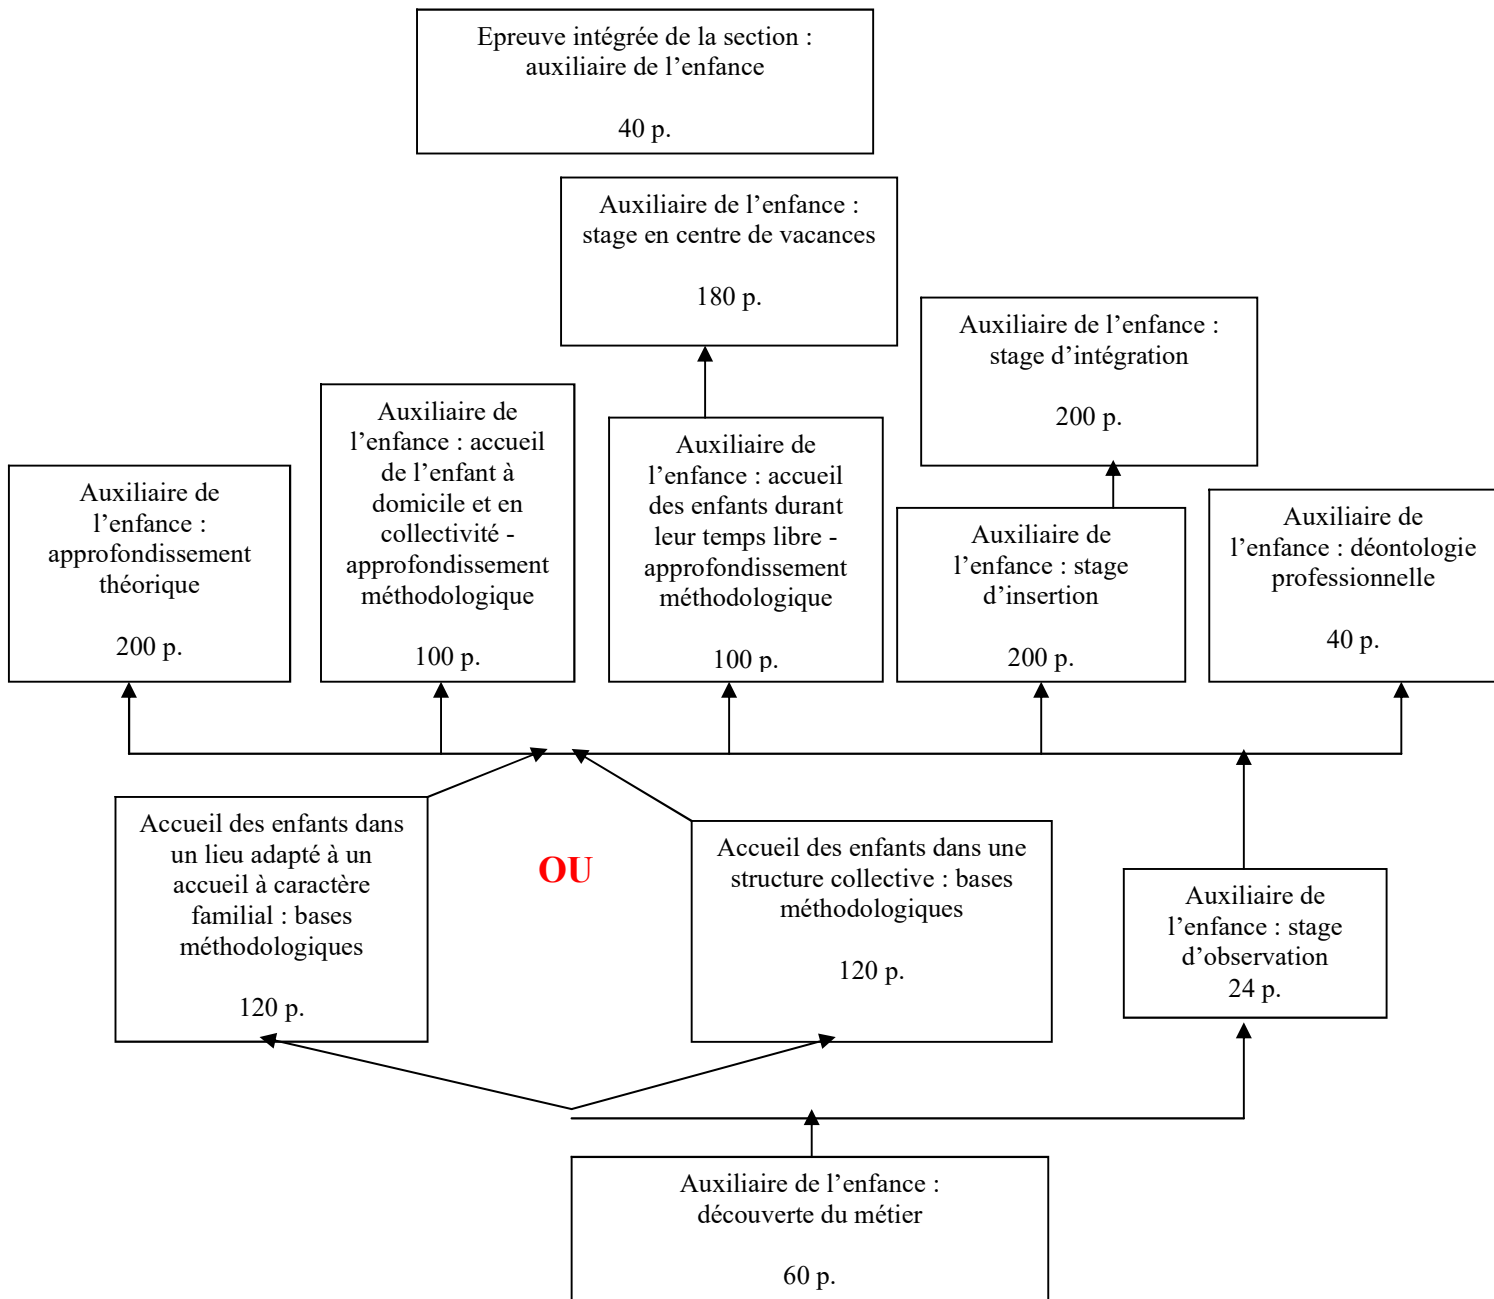 Epreuve intégrée de la section :
auxiliaire de l’enfance
40 p.
Auxiliaire de l’enfance :
stage en centre de vacances
180 p.
Auxiliaire de l’enfance :
stage d’intégration
200 p.
Auxiliaire de
l’enfance :
approfondissement
théorique
200 p.
Auxiliaire de
l’enfance : accueil
de l’enfant à
domicile et en
collectivité -
approfondissement
méthodologique
100 p.
Auxiliaire de
l’enfance : accueil
des enfants durant
leur temps libre -
approfondissement
méthodologique
100 p.
Auxiliaire de
l’enfance : stage
d’insertion
200 p.
Auxiliaire de
l’enfance : déontologie
professionnelle
40 p.
Accueil des enfants dans
un lieu adapté à un
accueil à caractère
familial : bases
méthodologiques
120 p.
OU
Accueil des enfants dans une
structure collective : bases
méthodologiques
120 p.
Auxiliaire de
l’enfance : stage
d’observation
24 p.
Auxiliaire de l’enfance :
découverte du métier
60 p.